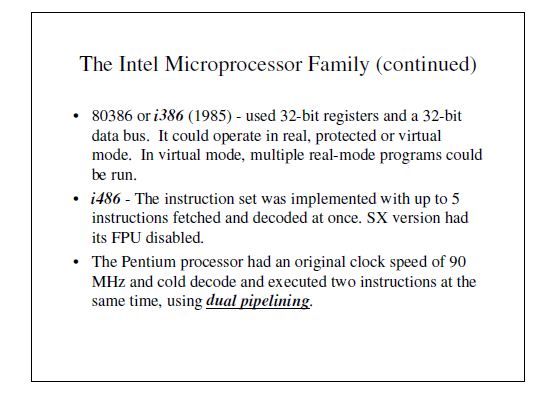 The Intel Microprocessor Family (continued)
• 80386 or i386 (1985) - used 32-bit registers and a 32-bit
data bus.  It could operate in real, protected or virtual
mode.  In virtual mode, multiple real-mode programs could
be run.
• i486 - The instruction set was implemented with up to 5
instructions fetched and decoded at once. SX version had
its FPU disabled.
• The Pentium processor had an original clock speed of 90
MHz and cold decode and executed two instructions at the
same time, using dual pipelining.